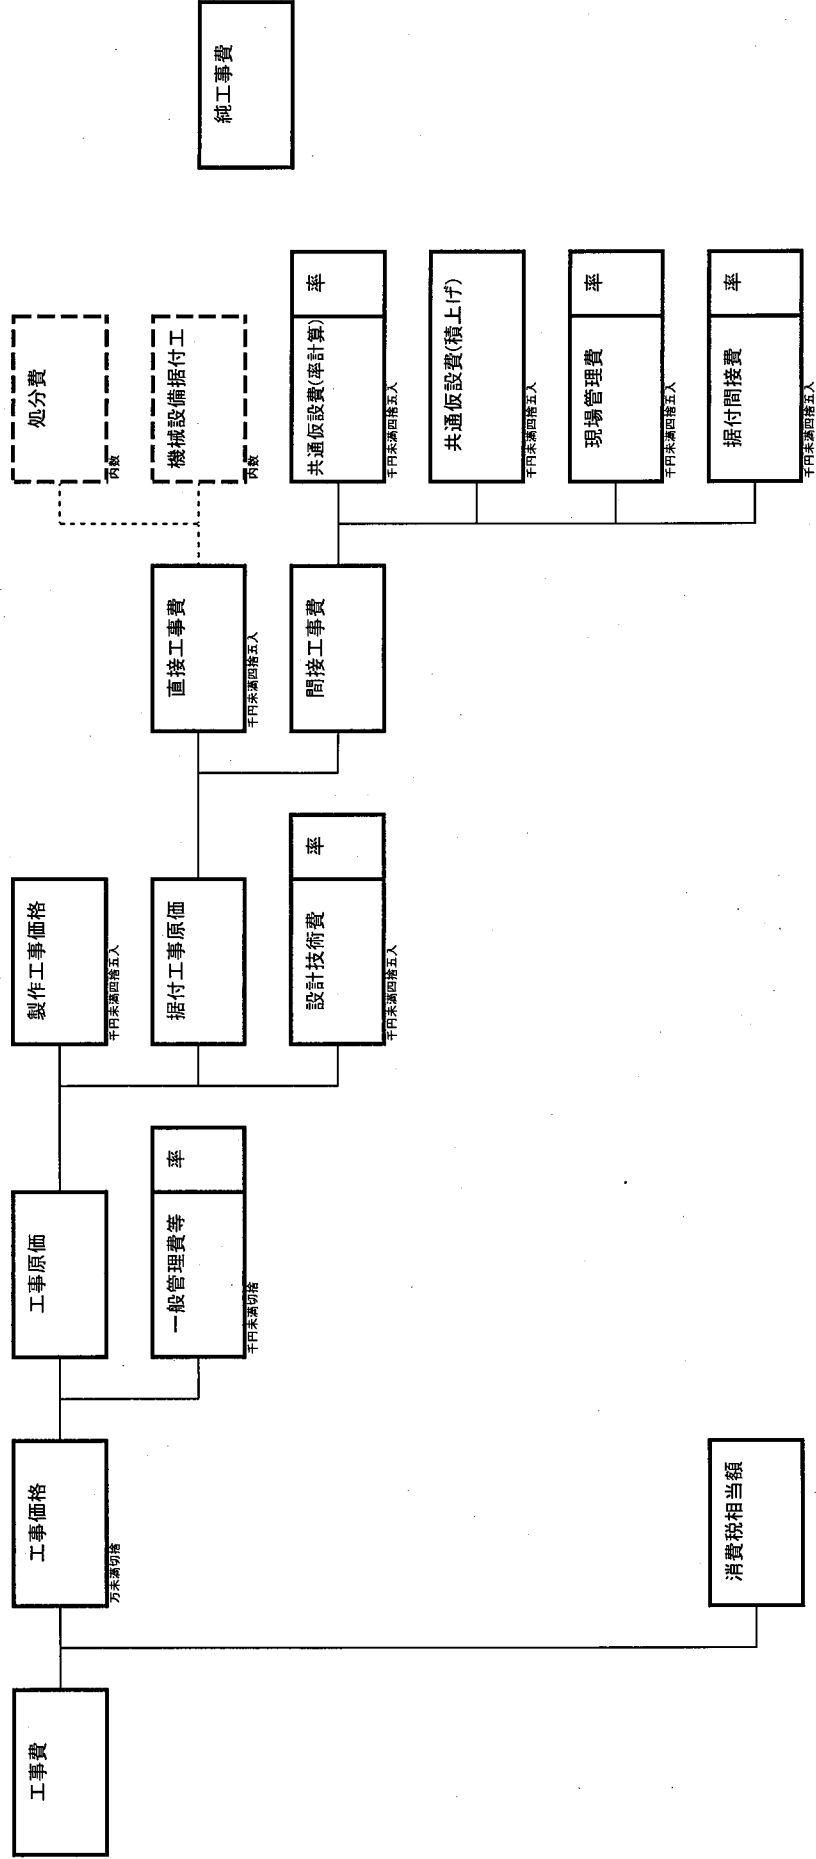 工事費
工事価格
万未満切捨
消費税相当額
工事原価
一般管理費等
率
千円未満切捨
製作工事価格
千円未満四捨五入
据付工事原価
設計技術費
率
千円未満四捨五入
直接工事費
千円未満四捨五入
間接工事費
処分費
内数
機械設備据付工
内数
共通仮設費(率計算)
率
千円未満四捨五入
共通仮設費(積上げ)
千円未満四捨五入
現場管理費
率
千円未満四捨五入
据付間接費
率
千円未満四捨五入
純工事費